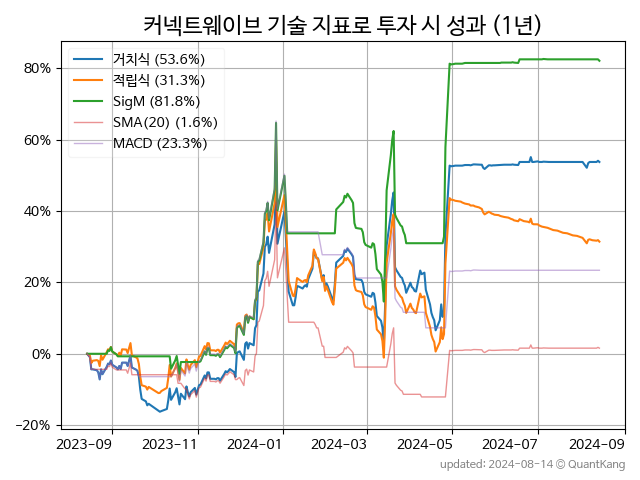 커넥트웨이브 기술 지표로 투자 시 성과 (1년)
거치식 (53.6%)
적립식 (31.3%)
SigM (81.8%)
SMA(20) (1.6%)
MACD (23.3%)
80%
60%
40%
20%
0%
−20%
2023-09 2023-11 2024-01 2024-03 2024-05 2024-07 2024-09
updated: 2024-08-14 © QuantKang